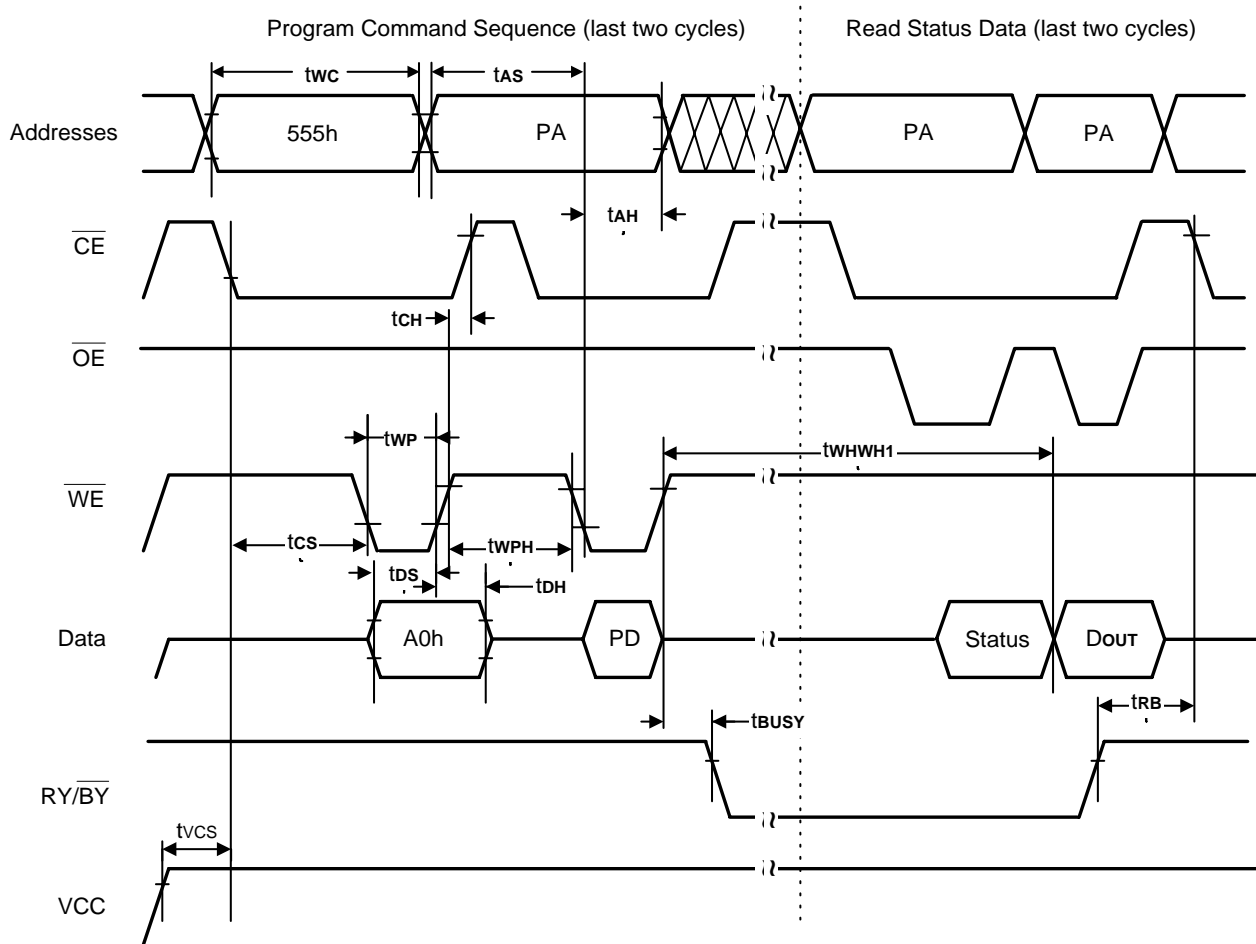 Program Command Sequence (last two cycles)
Read Status Data (last two cycles)
tWC
tAS
Addresses
555h
PA
PA
PA
tAH
CE
tCH
OE
tWP
tWHWH1
WE
tCS
tWPH
tDS
tDH
Data
A0h
PD
Status
DOUT
tRB
tBUSY
RY/BY
tVCS
VCC